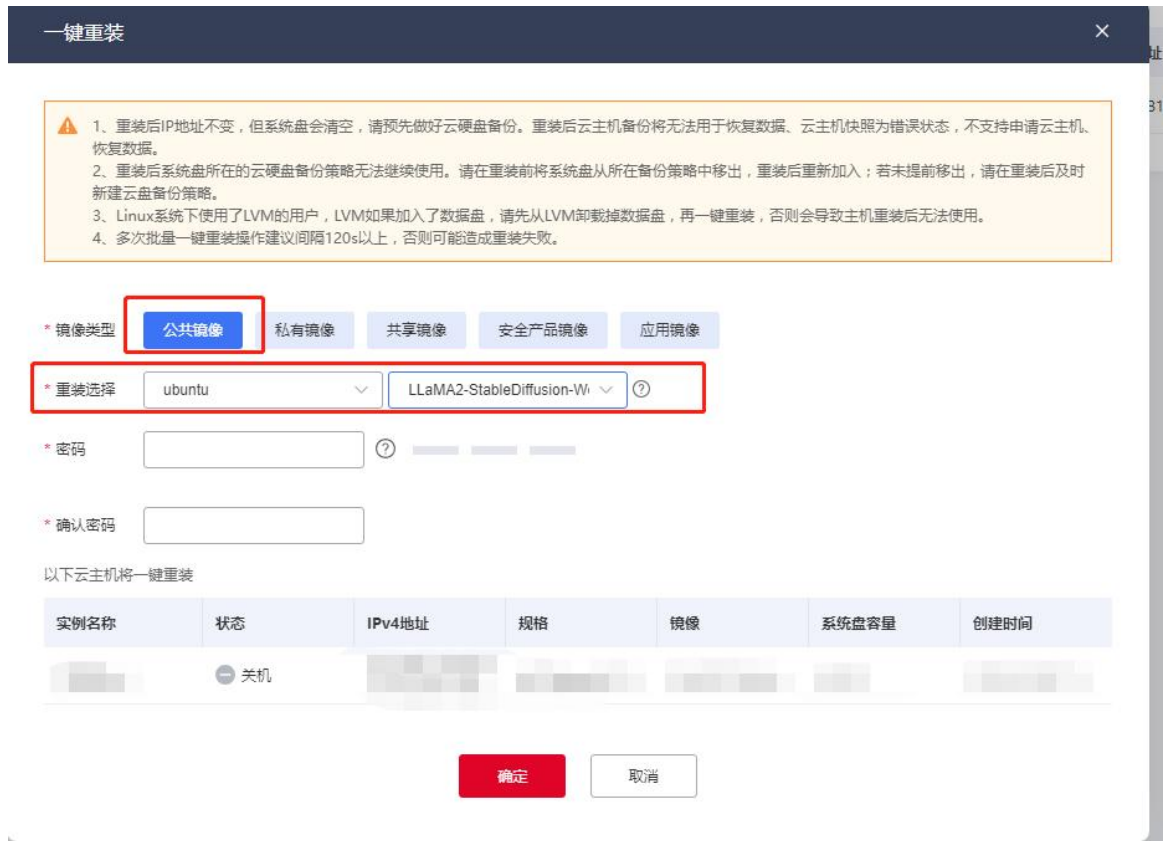 一键重装
址
31
1、重装后IP地址不变，但系统盘会清空，请预先做好云硬盘备份。重装后云主机备份将无法用于恢复数据、云主机快照为错误状态，不支持申请云主机、
恢复数据。
2、重装后系统盘所在的云硬盘备份策略无法继续使用。请在重装前将系统盘从所在备份策略中移出，重装后重新加入；若未提前移出，请在重装后及时
新建云盘备份策略。
3、Linux系统下使用了LVM的用户，LVM如果加入了数据盘，请先从LVM卸载掉数据盘，再一键重装，否则会导致主机重装后无法使用。
4、多次批量一键重装操作建议间隔120s以上，否则可能造成重装失败。
* 镜像类型 公共镜像 私有镜像 共享镜像 安全产品镜像 应用镜像
* 重装选择 ubuntu LLaMA2-StableDiffusion-W
* 密码
* 确认密码
以下云主机将一键重装
实例名称 状态 IPv4地址 规格 镜像 系统盘容量 创建时间
关机
确定 取消